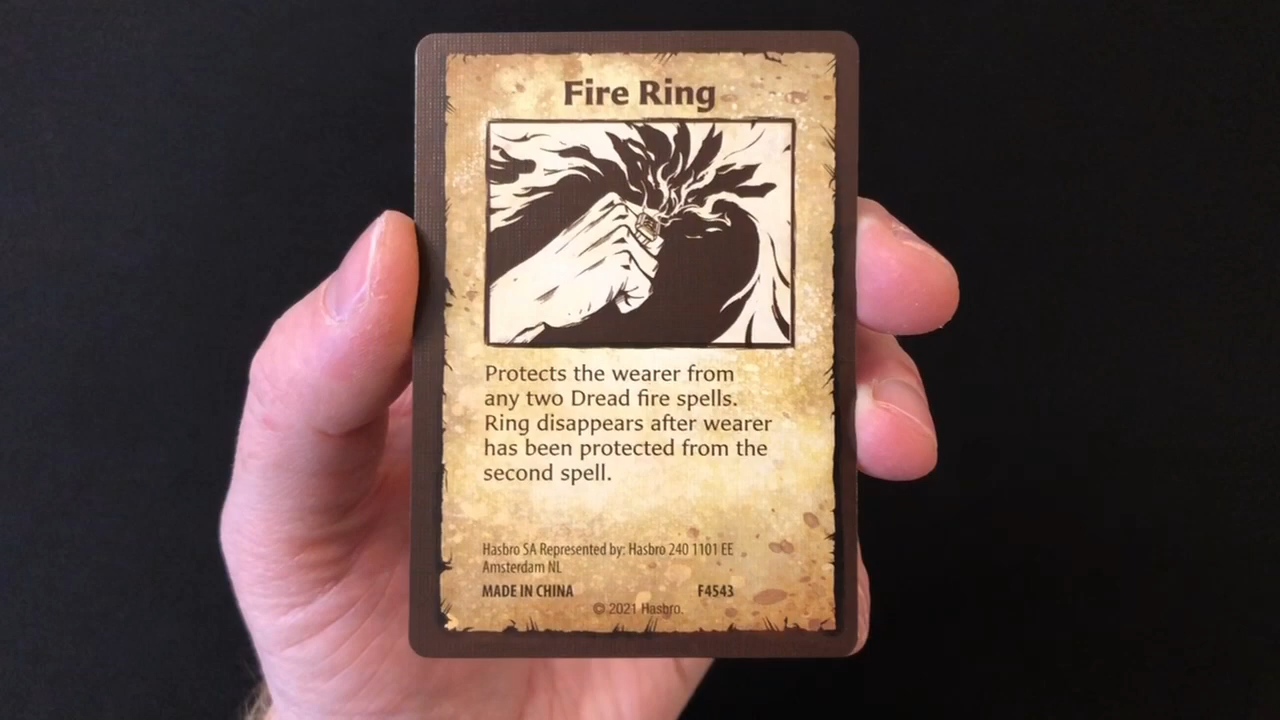 Fire Ring
Protects the wearer from
any two Dread fire spells.
Ring disappears after wearer
has been protected from the
second spell.
Hasbro SA Represented by: Hasbro 240 1101 EE
Amsterdam NL
MADE IN CHINA F4543
© 2021 Hasbro.